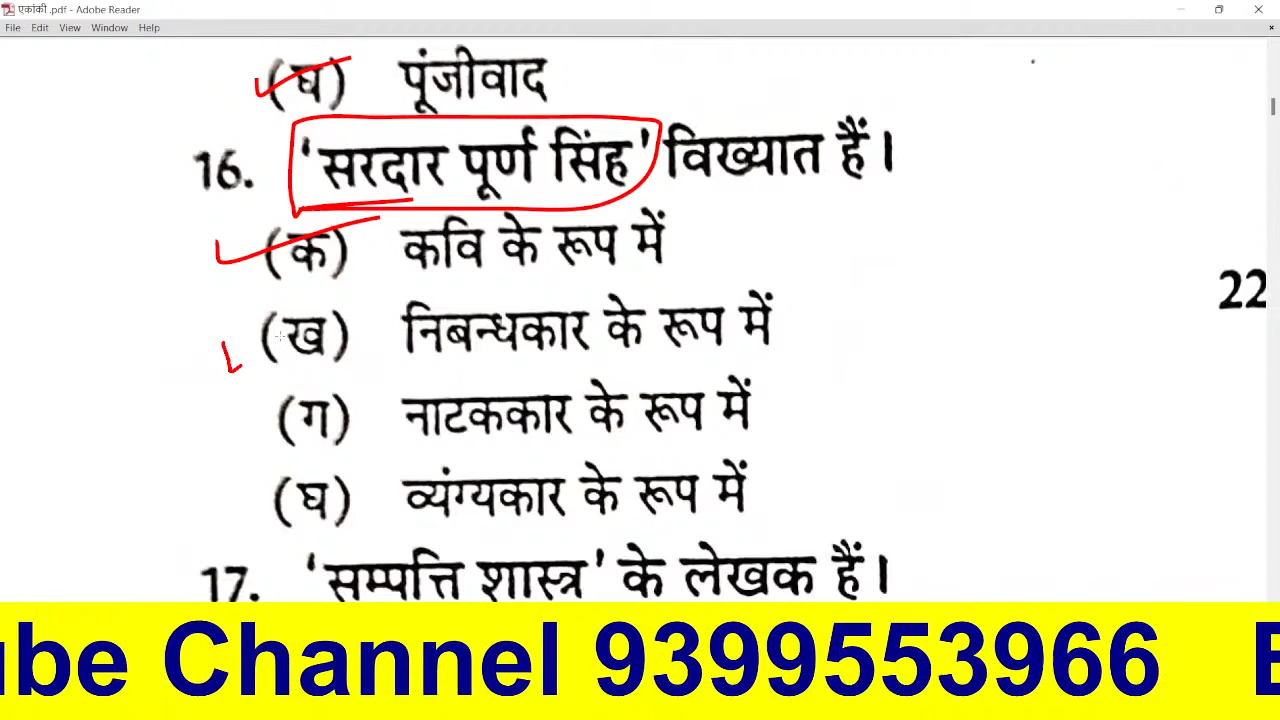 एकांकी .pdf - Adobe Reader
File Edit View Window Help
(घ) पूंजीवाद
16. 'सरदार पूर्ण सिंह' विख्यात हैं।
(क) कवि के रूप में
22
(ख) निबन्धकार के रूप में
(ग) नाटककार के रूप में
(घ) व्यंग्यकार के रूप में
17. 'सम्पत्ति शास्त्र' के लेखक हैं।
ube Channel 9399553966 E